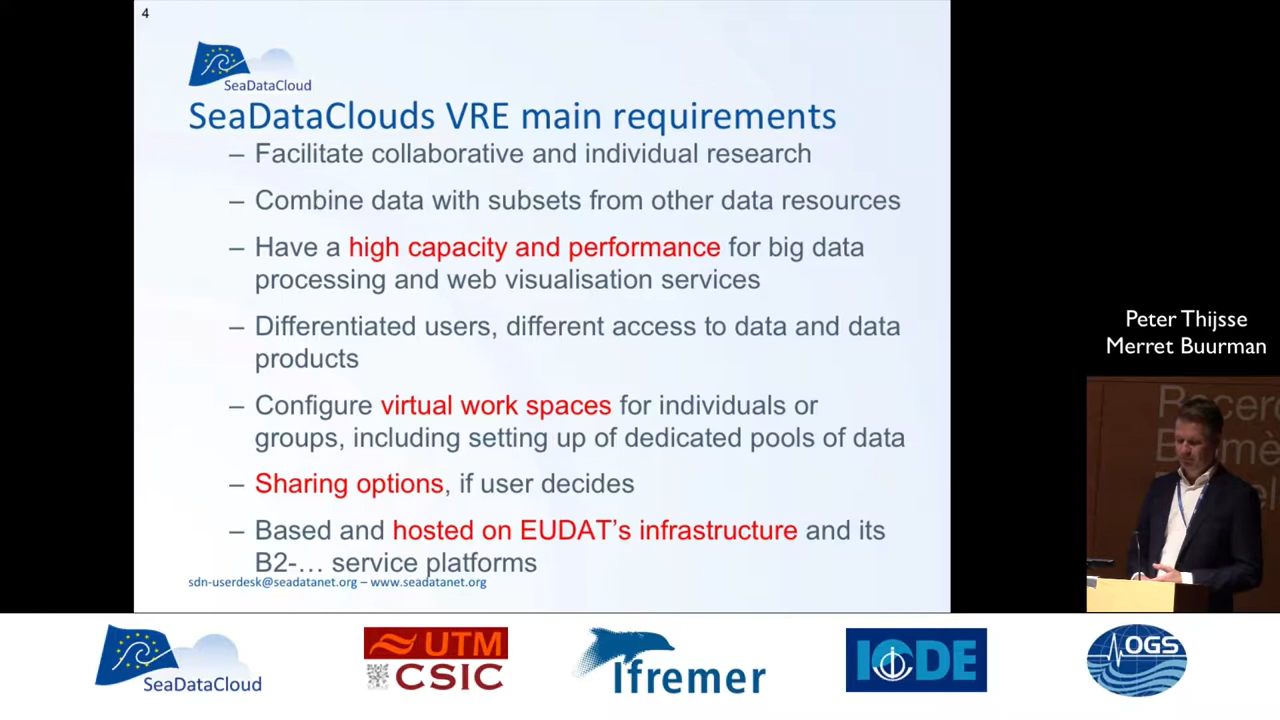 4
SeaDataCloud
SeaDataClouds VRE main requirements
– Facilitate collaborative and individual research
– Combine data with subsets from other data resources
– Have a high capacity and performance for big data
processing and web visualisation services
– Differentiated users, different access to data and data
products
– Configure virtual work spaces for individuals or
groups, including setting up of dedicated pools of data
– Sharing options, if user decides
– Based and hosted on EUDAT's infrastructure and its
B2-… service platforms
sdn-userdesk@seadatanet.org – www.seadatanet.org
Peter Thijsse
Merret Buurman
SeaDataCloud
UTM
CSIC
Ifremer
IODE
OGS